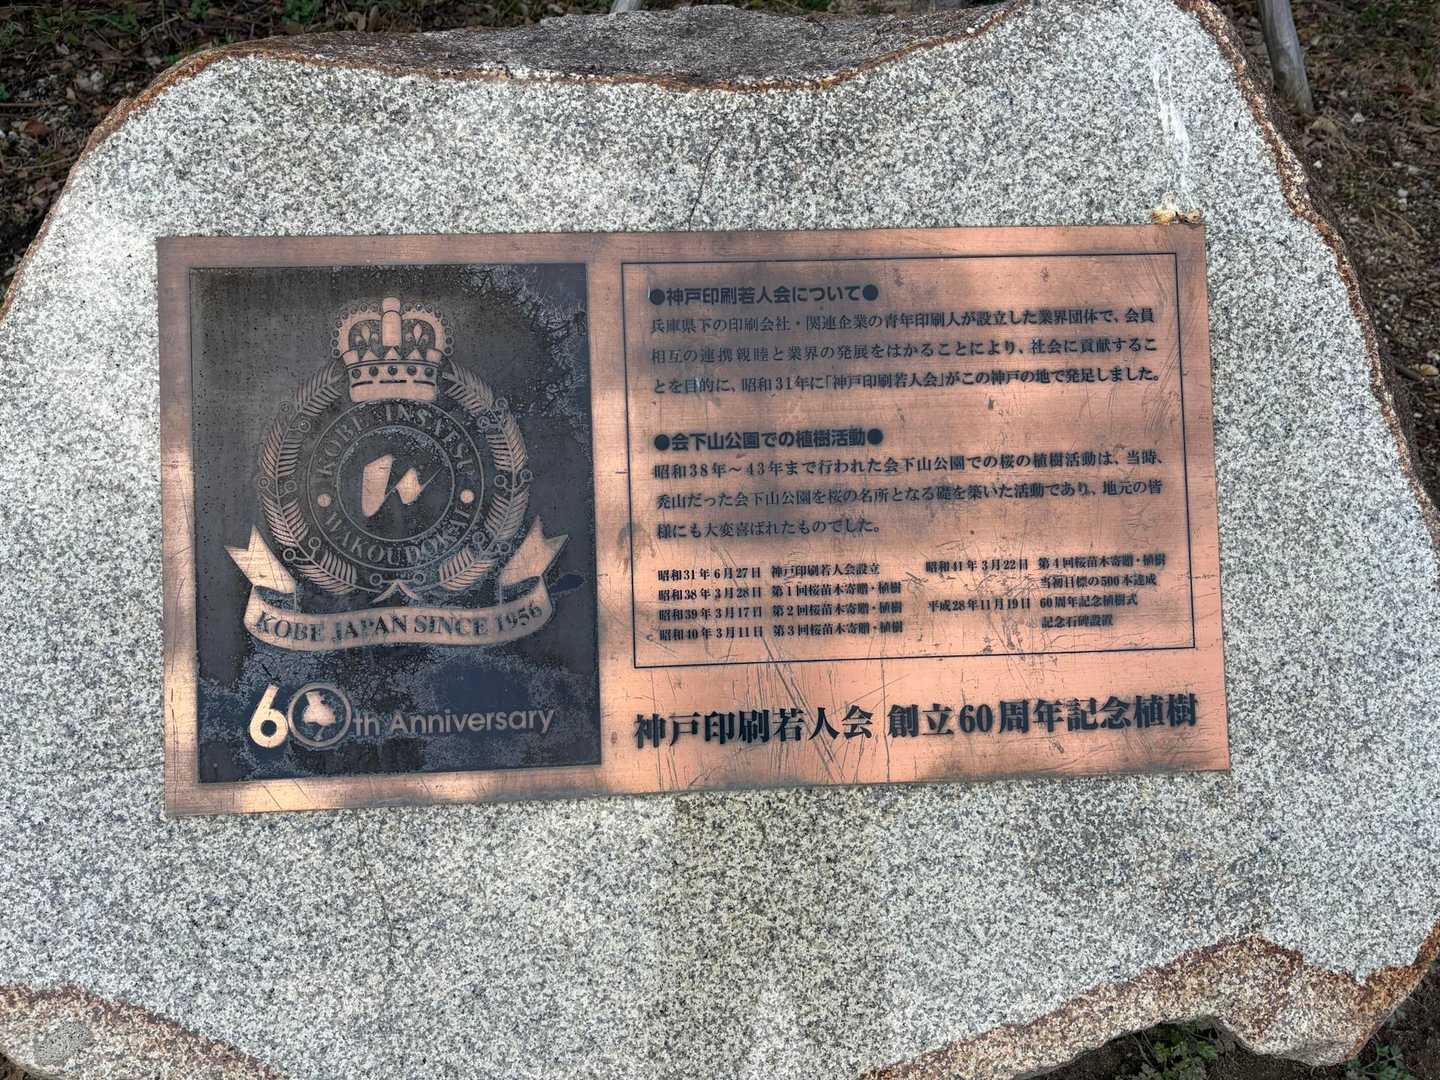 KOBE INSATSU
WAKOUDOKAI
KOBE JAPAN SINCE 1956
60th Anniversary
●神戸印刷若人会について●
兵庫県下の印刷会社・関連企業の青年印刷人が設立した業界団体で、会員
相互の連携親睦と業界の発展をはかることにより、社会に貢献するこ
とを目的に、昭和31年に「神戸印刷若人会」がこの神戸の地で発足しました。
●会下山公園での植樹活動●
昭和38年～43年まで行われた会下山公園での桜の植樹活動は、当時、
禿山だった会下山公園を桜の名所となる礎を築いた活動であり、地元の皆
様にも大変喜ばれたものでした。
昭和31年 6月27日 神戸印刷若人会設立
昭和38年 3月28日 第1回桜苗木寄贈・植樹
昭和39年 3月17日 第2回桜苗木寄贈・植樹
昭和40年 3月11日 第3回桜苗木寄贈・植樹
昭和41年 3月22日 第4回桜苗木寄贈・植樹
当初目標の500本達成
平成28年11月19日 60周年記念植樹式
記念石碑設置
神戸印刷若人会 創立60周年記念植樹